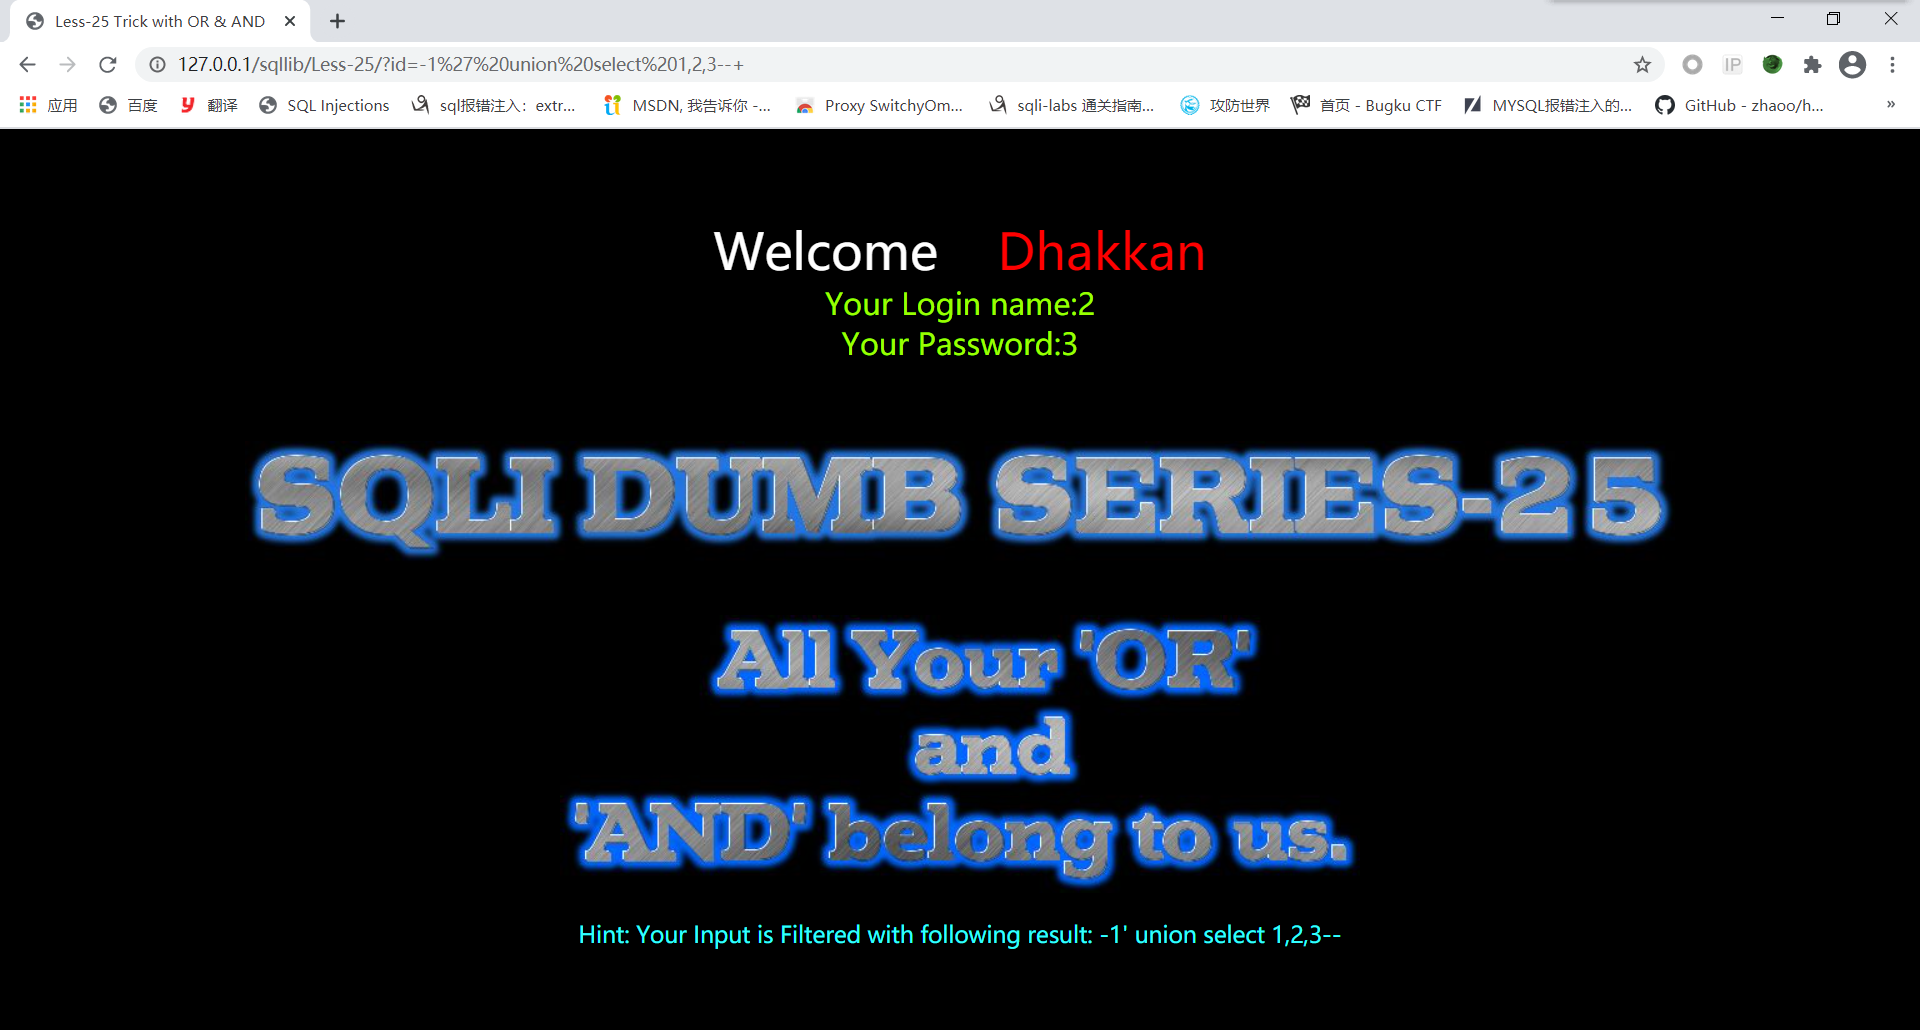 Less-25 Trick with OR & AND
127.0.0.1/sqllib/Less-25/?id=-1%27%20union%20select%201,2,3--+
IP
应用 百度 翻译 SQL Injections sql报错注入：extr... MSDN, 我告诉你 -... Proxy SwitchyOm... sqli-labs 通关指南... 攻防世界 首页 - Bugku CTF MYSQL报错注入的... GitHub - zhaoo/h... »
Welcome Dhakkan
Your Login name:2
Your Password:3
SQLI DUMB SERIES-25
All Your 'OR'
and
'AND' belong to us.
Hint: Your Input is Filtered with following result: -1' union select 1,2,3--